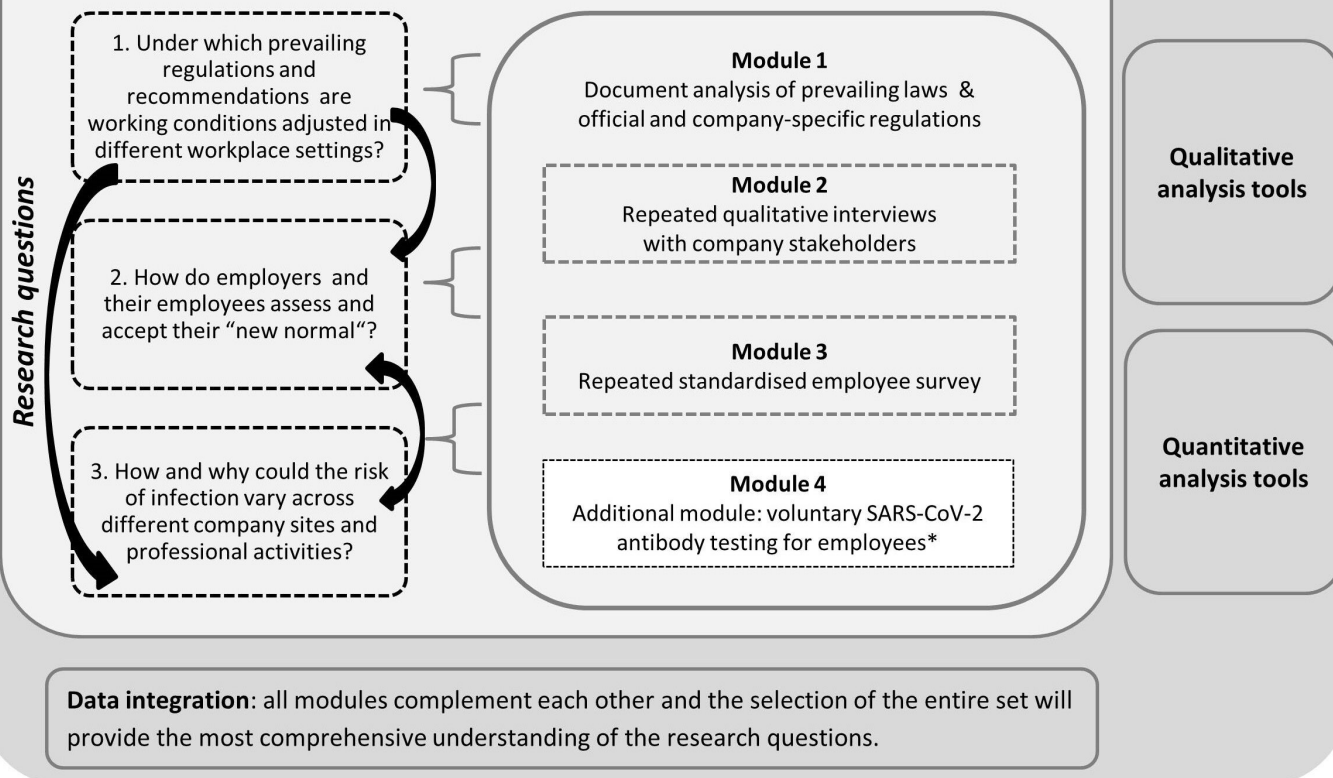 Research questions
1. Under which prevailing
regulations and
recommendations are
working conditions adjusted in
different workplace settings?
2. How do employers and
their employees assess and
accept their “new normal“?
3. How and why could the risk
of infection vary across
different company sites and
professional activities?
Module 1
Document analysis of prevailing laws &
official and company-specific regulations
Module 2
Repeated qualitative interviews
with company stakeholders
Module 3
Repeated standardised employee survey
Module 4
Additional module: voluntary SARS-CoV-2
antibody testing for employees*
Qualitative
analysis tools
Quantitative
analysis tools
Data integration: all modules complement each other and the selection of the entire set will
provide the most comprehensive understanding of the research questions.